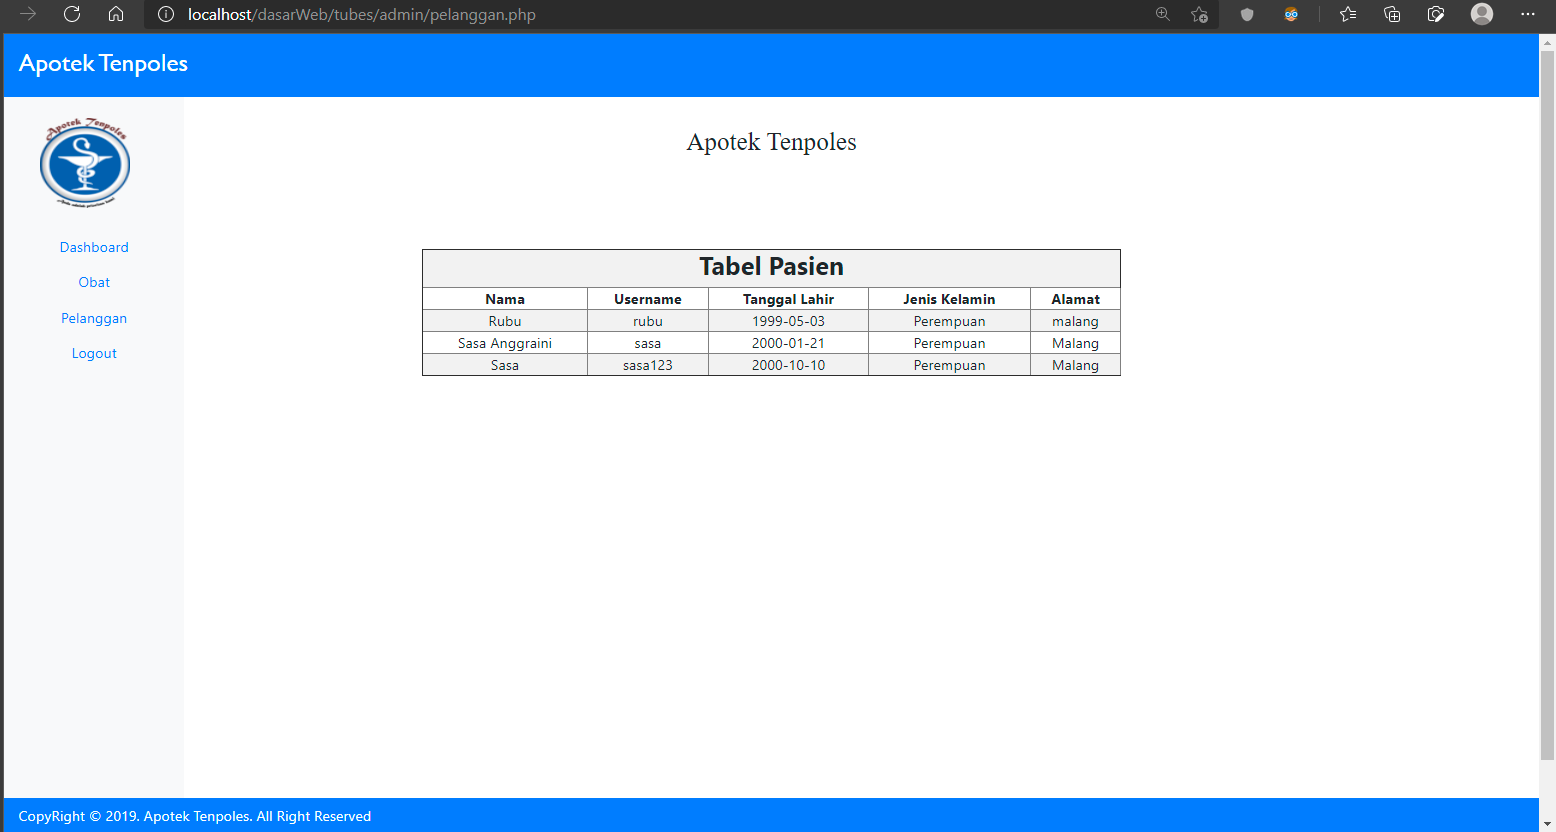 localhost/dasarWeb/tubes/admin/pelanggan.php
Apotek Tenpoles
Apotek Tenpoles
Dashboard
Obat
Pelanggan
Logout
Apotek Tenpoles
Tabel Pasien
Nama Username Tanggal Lahir Jenis Kelamin Alamat
Rubu rubu 1999-05-03 Perempuan malang
Sasa Anggraini sasa 2000-01-21 Perempuan Malang
Sasa sasa123 2000-10-10 Perempuan Malang
CopyRight © 2019. Apotek Tenpoles. All Right Reserved